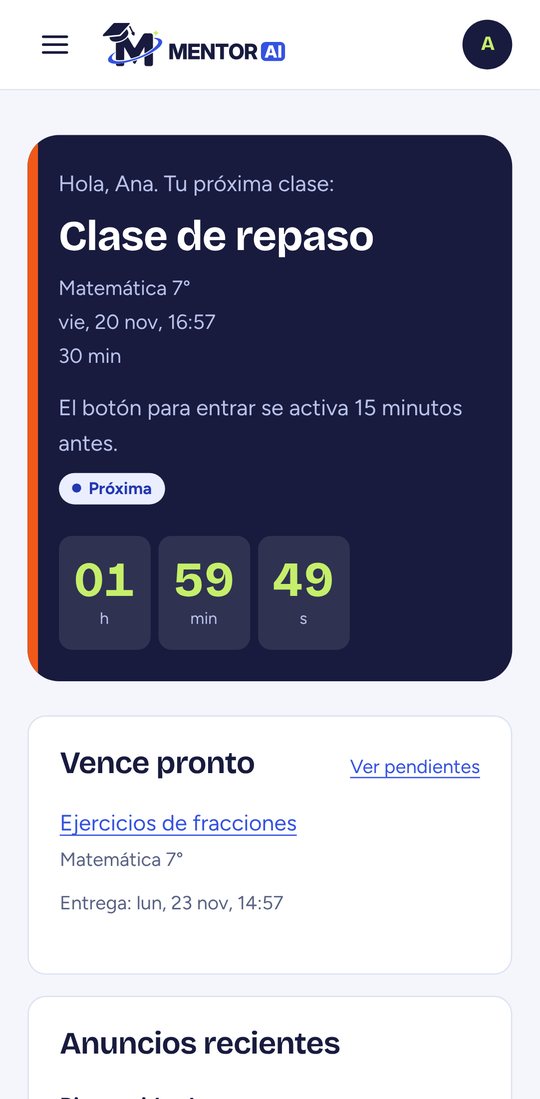 MENTOR AI
A
Hola, Ana. Tu próxima clase:
Clase de repaso
Matemática 7°
vie, 20 nov, 16:57
30 min
El botón para entrar se activa 15 minutos
antes.
Próxima
01 59 49
h min s
Vence pronto
Ver pendientes
Ejercicios de fracciones
Matemática 7°
Entrega: lun, 23 nov, 14:57
Anuncios recientes